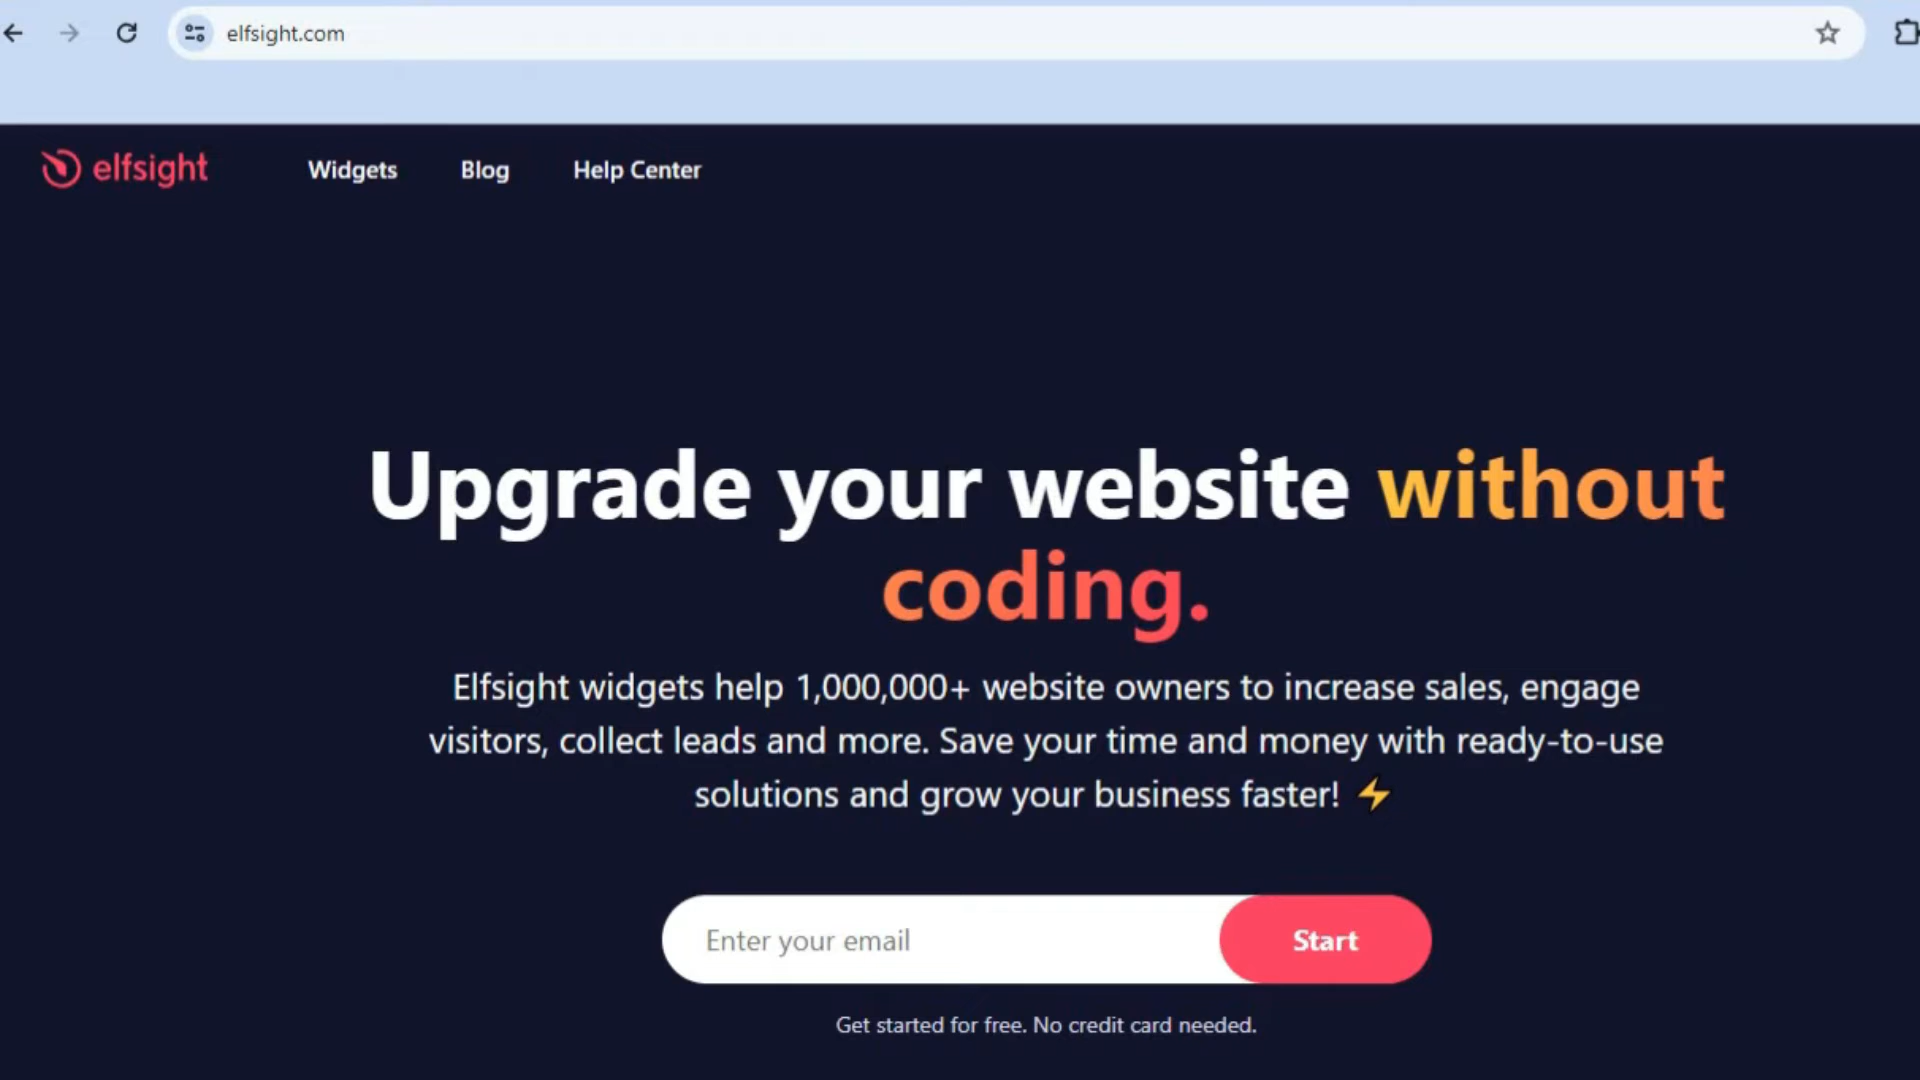 elfsight.com
elfsight Widgets Blog Help Center
Upgrade your website without
coding.
Elfsight widgets help 1,000,000+ website owners to increase sales, engage
visitors, collect leads and more. Save your time and money with ready-to-use
solutions and grow your business faster! ⚡
Enter your email Start
Get started for free. No credit card needed.